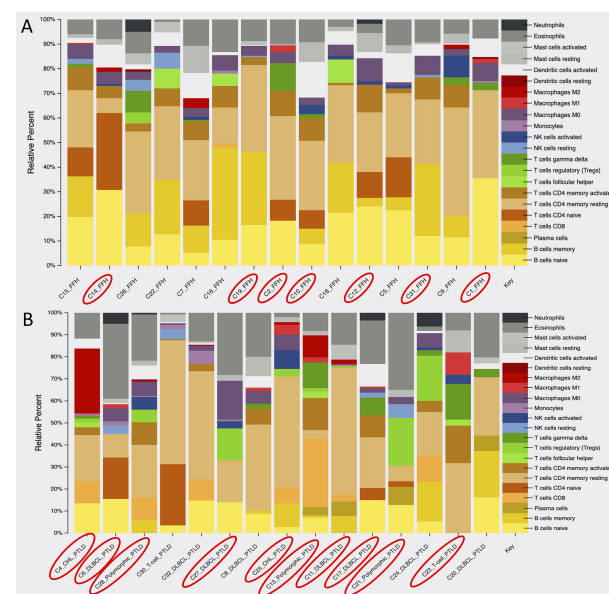 A
100%
90%
80%
70%
60%
50%
40%
30%
20%
10%
0%
Relative Percent
Neutrophils
Eosinophils
Mast cells activated
Mast cells resting
Dendritic cells activated
Dendritic cells resting
Macrophages M2
Macrophages M1
Macrophages M0
Monocytes
NK cells activated
NK cells resting
T cells gamma delta
T cells regulatory (Tregs)
T cells follicular helper
T cells CD4 memory activate
T cells CD4 memory resting
T cells CD4 naive
T cells CD8
Plasma cells
B cells memory
B cells naive
C15_FFH
C14_FFH
C26_FFH
C22_FFH
C7_FFH
C16_FFH
C19_FFH
C2_FFH
C10_FFH
C18_FFH
C12_FFH
C5_FFH
C31_FFH
C9_FFH
C1_FFH
Key
B
100%
90%
80%
70%
60%
50%
40%
30%
20%
10%
0%
Relative Percent
Neutrophils
Eosinophils
Mast cells activated
Mast cells resting
Dendritic cells activated
Dendritic cells resting
Macrophages M2
Macrophages M1
Macrophages M0
Monocytes
NK cells activated
NK cells resting
T cells gamma delta
T cells regulatory (Tregs)
T cells follicular helper
T cells CD4 memory activate
T cells CD4 memory resting
T cells CD4 naive
T cells CD8
Plasma cells
B cells memory
B cells naive
C4_CHL_PTLD
C6_DLBCL_PTLD
C28_Polymorphic_PTLD
C30_T-cell_PTLD
C32_DLBCL_PTLD
C27_DLBCL_PTLD
C8_DLBCL_PTLD
C25_CHL_PTLD
C13_Polymorphic_PTLD
C11_DLBCL_PTLD
C17_DLBCL_PTLD
C21_Polymorphic_PTLD
C24_DLBCL_PTLD
C23_T-cell_PTLD
C20_DLBCL_PTLD
Key